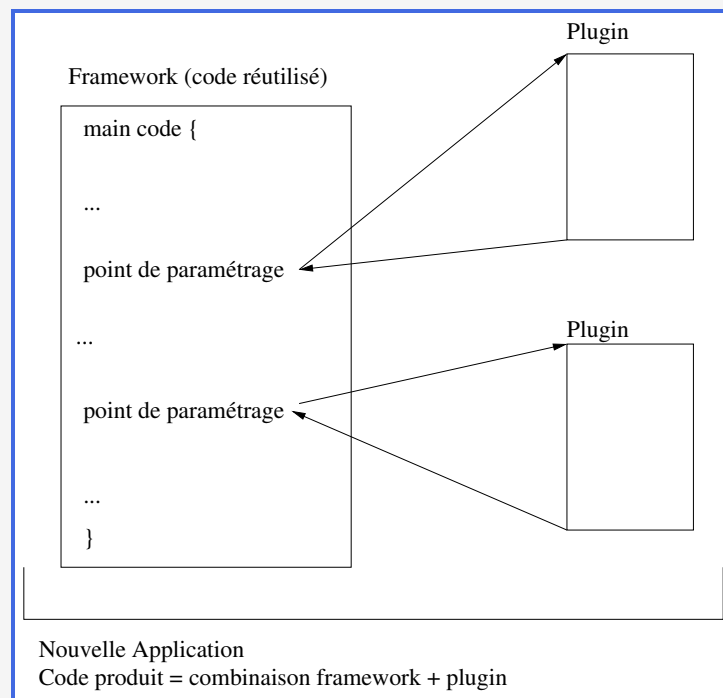 Plugin
Framework (code réutilisé)
main code {
...
point de paramétrage
...
Plugin
point de paramétrage
...
}
Nouvelle Application
Code produit = combinaison framework + plugin